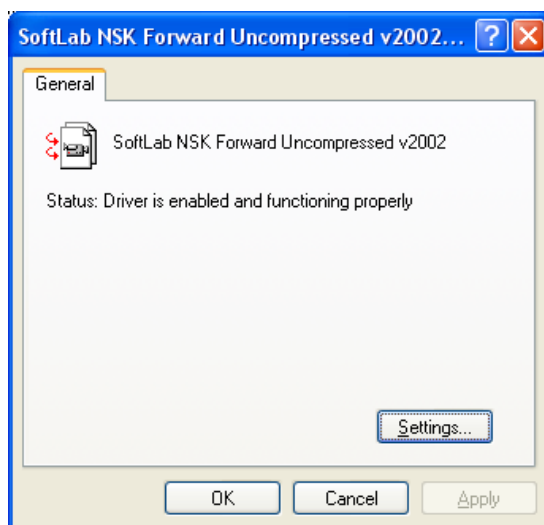 SoftLab NSK Forward Uncompressed v2002...
General
SoftLab NSK Forward Uncompressed v2002
Status: Driver is enabled and functioning properly
Settings...
OK Cancel Apply